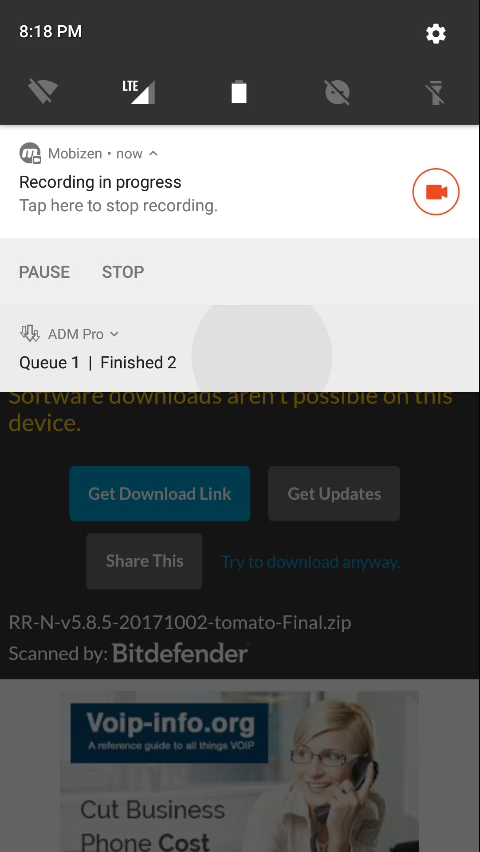 8:18 PM
LTE
Mobizen • now
Recording in progress
Tap here to stop recording.
PAUSE STOP
ADM Pro
Queue 1 | Finished 2
Software downloads aren't possible on this
device.
Get Download Link
Get Updates
Share This
Try to download anyway.
RR-N-v5.8.5-20171002-tomato-Final.zip
Scanned by: Bitdefender
Voip-info.org
A reference guide to all things VOIP
Cut Business
Phone Cost